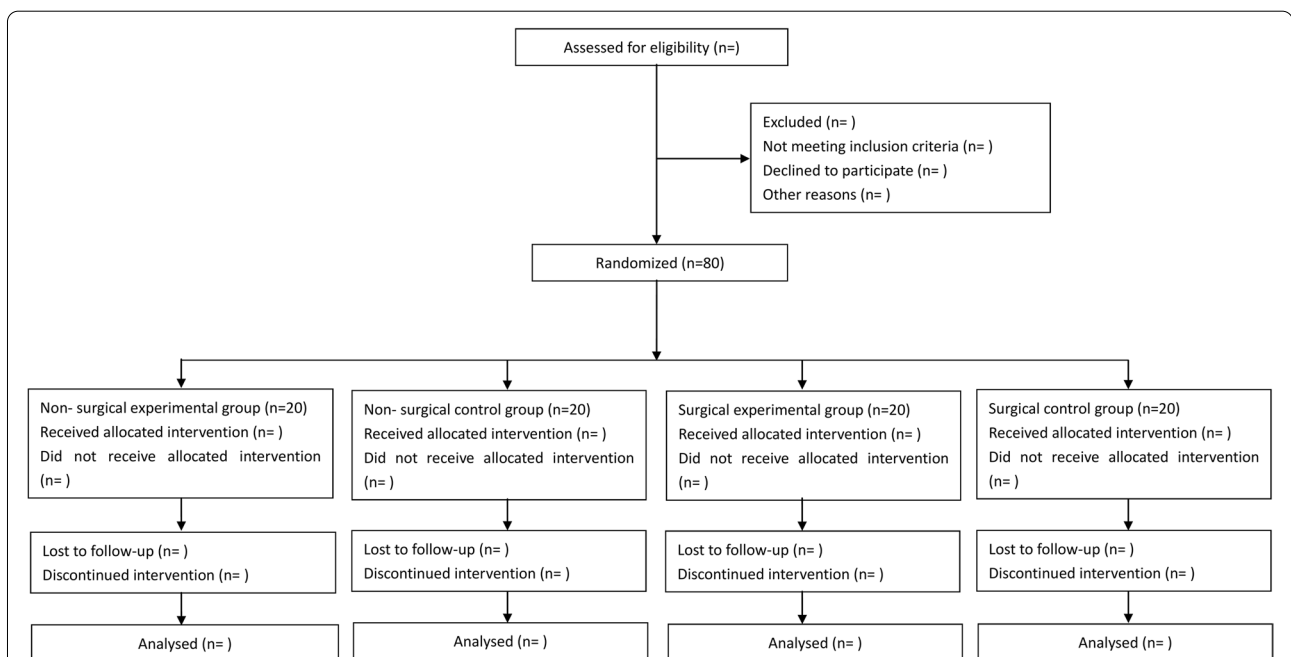 Assessed for eligibility (n=)
Excluded (n= )
Not meeting inclusion criteria (n= )
Declined to participate (n= )
Other reasons (n= )
Randomized (n=80)
Non- surgical experimental group (n=20)
Received allocated intervention (n= )
Did not receive allocated intervention
(n= )
Non- surgical control group (n=20)
Received allocated intervention (n= )
Did not receive allocated intervention
(n= )
Surgical experimental group (n=20)
Received allocated intervention (n= )
Did not receive allocated intervention
(n= )
Surgical control group (n=20)
Received allocated intervention (n= )
Did not receive allocated intervention
(n= )
Lost to follow-up (n= )
Discontinued intervention (n= )
Lost to follow-up (n= )
Discontinued intervention (n= )
Lost to follow-up (n= )
Discontinued intervention (n= )
Lost to follow-up (n= )
Discontinued intervention (n= )
Analysed (n= )
Analysed (n= )
Analysed (n= )
Analysed (n= )